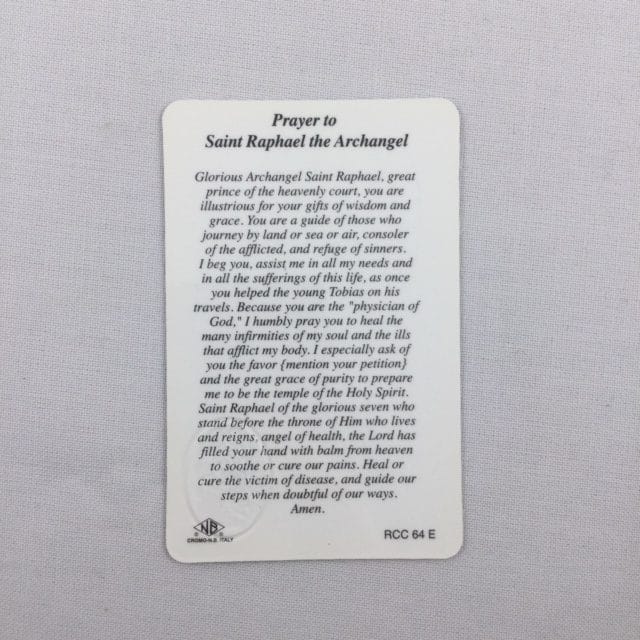 Prayer to
Saint Raphael the Archangel
Glorious Archangel Saint Raphael, great
prince of the heavenly court, you are
illustrious for your gifts of wisdom and
grace. You are a guide of those who
journey by land or sea or air, consoler
of the afflicted, and refuge of sinners.
I beg you, assist me in all my needs and
in all the sufferings of this life, as once
you helped the young Tobias on his
travels. Because you are the "physician of
God," I humbly pray you to heal the
many infirmities of my soul and the ills
that afflict my body. I especially ask of
you the favor {mention your petition}
and the great grace of purity to prepare
me to be the temple of the Holy Spirit.
Saint Raphael of the glorious seven who
stand before the throne of Him who lives
and reigns, angel of health, the Lord has
filled your hand with balm from heaven
to soothe or cure our pains. Heal or
cure the victim of disease, and guide our
steps when doubtful of our ways.
Amen.
NB
CROMO-N.B. ITALY
RCC 64 E